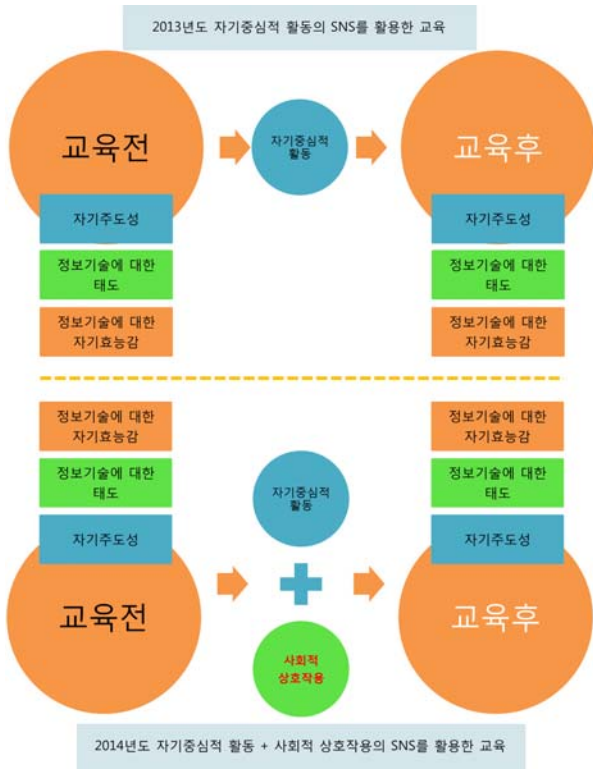 2013년도 자기중심적 활동의 SNS를 활용한 교육
교육전
자기중심적
활동
교육후
자기주도성
자기주도성
정보기술에 대한
태도
정보기술에 대한
태도
정보기술에 대한
자기효능감
정보기술에 대한
자기효능감
정보기술에 대한
자기효능감
정보기술에 대한
자기효능감
정보기술에 대한
태도
자기중심적
활동
정보기술에 대한
태도
자기주도성
자기주도성
교육전
교육후
사회적
상호작용
2014년도 자기중심적 활동 + 사회적 상호작용의 SNS를 활용한 교육